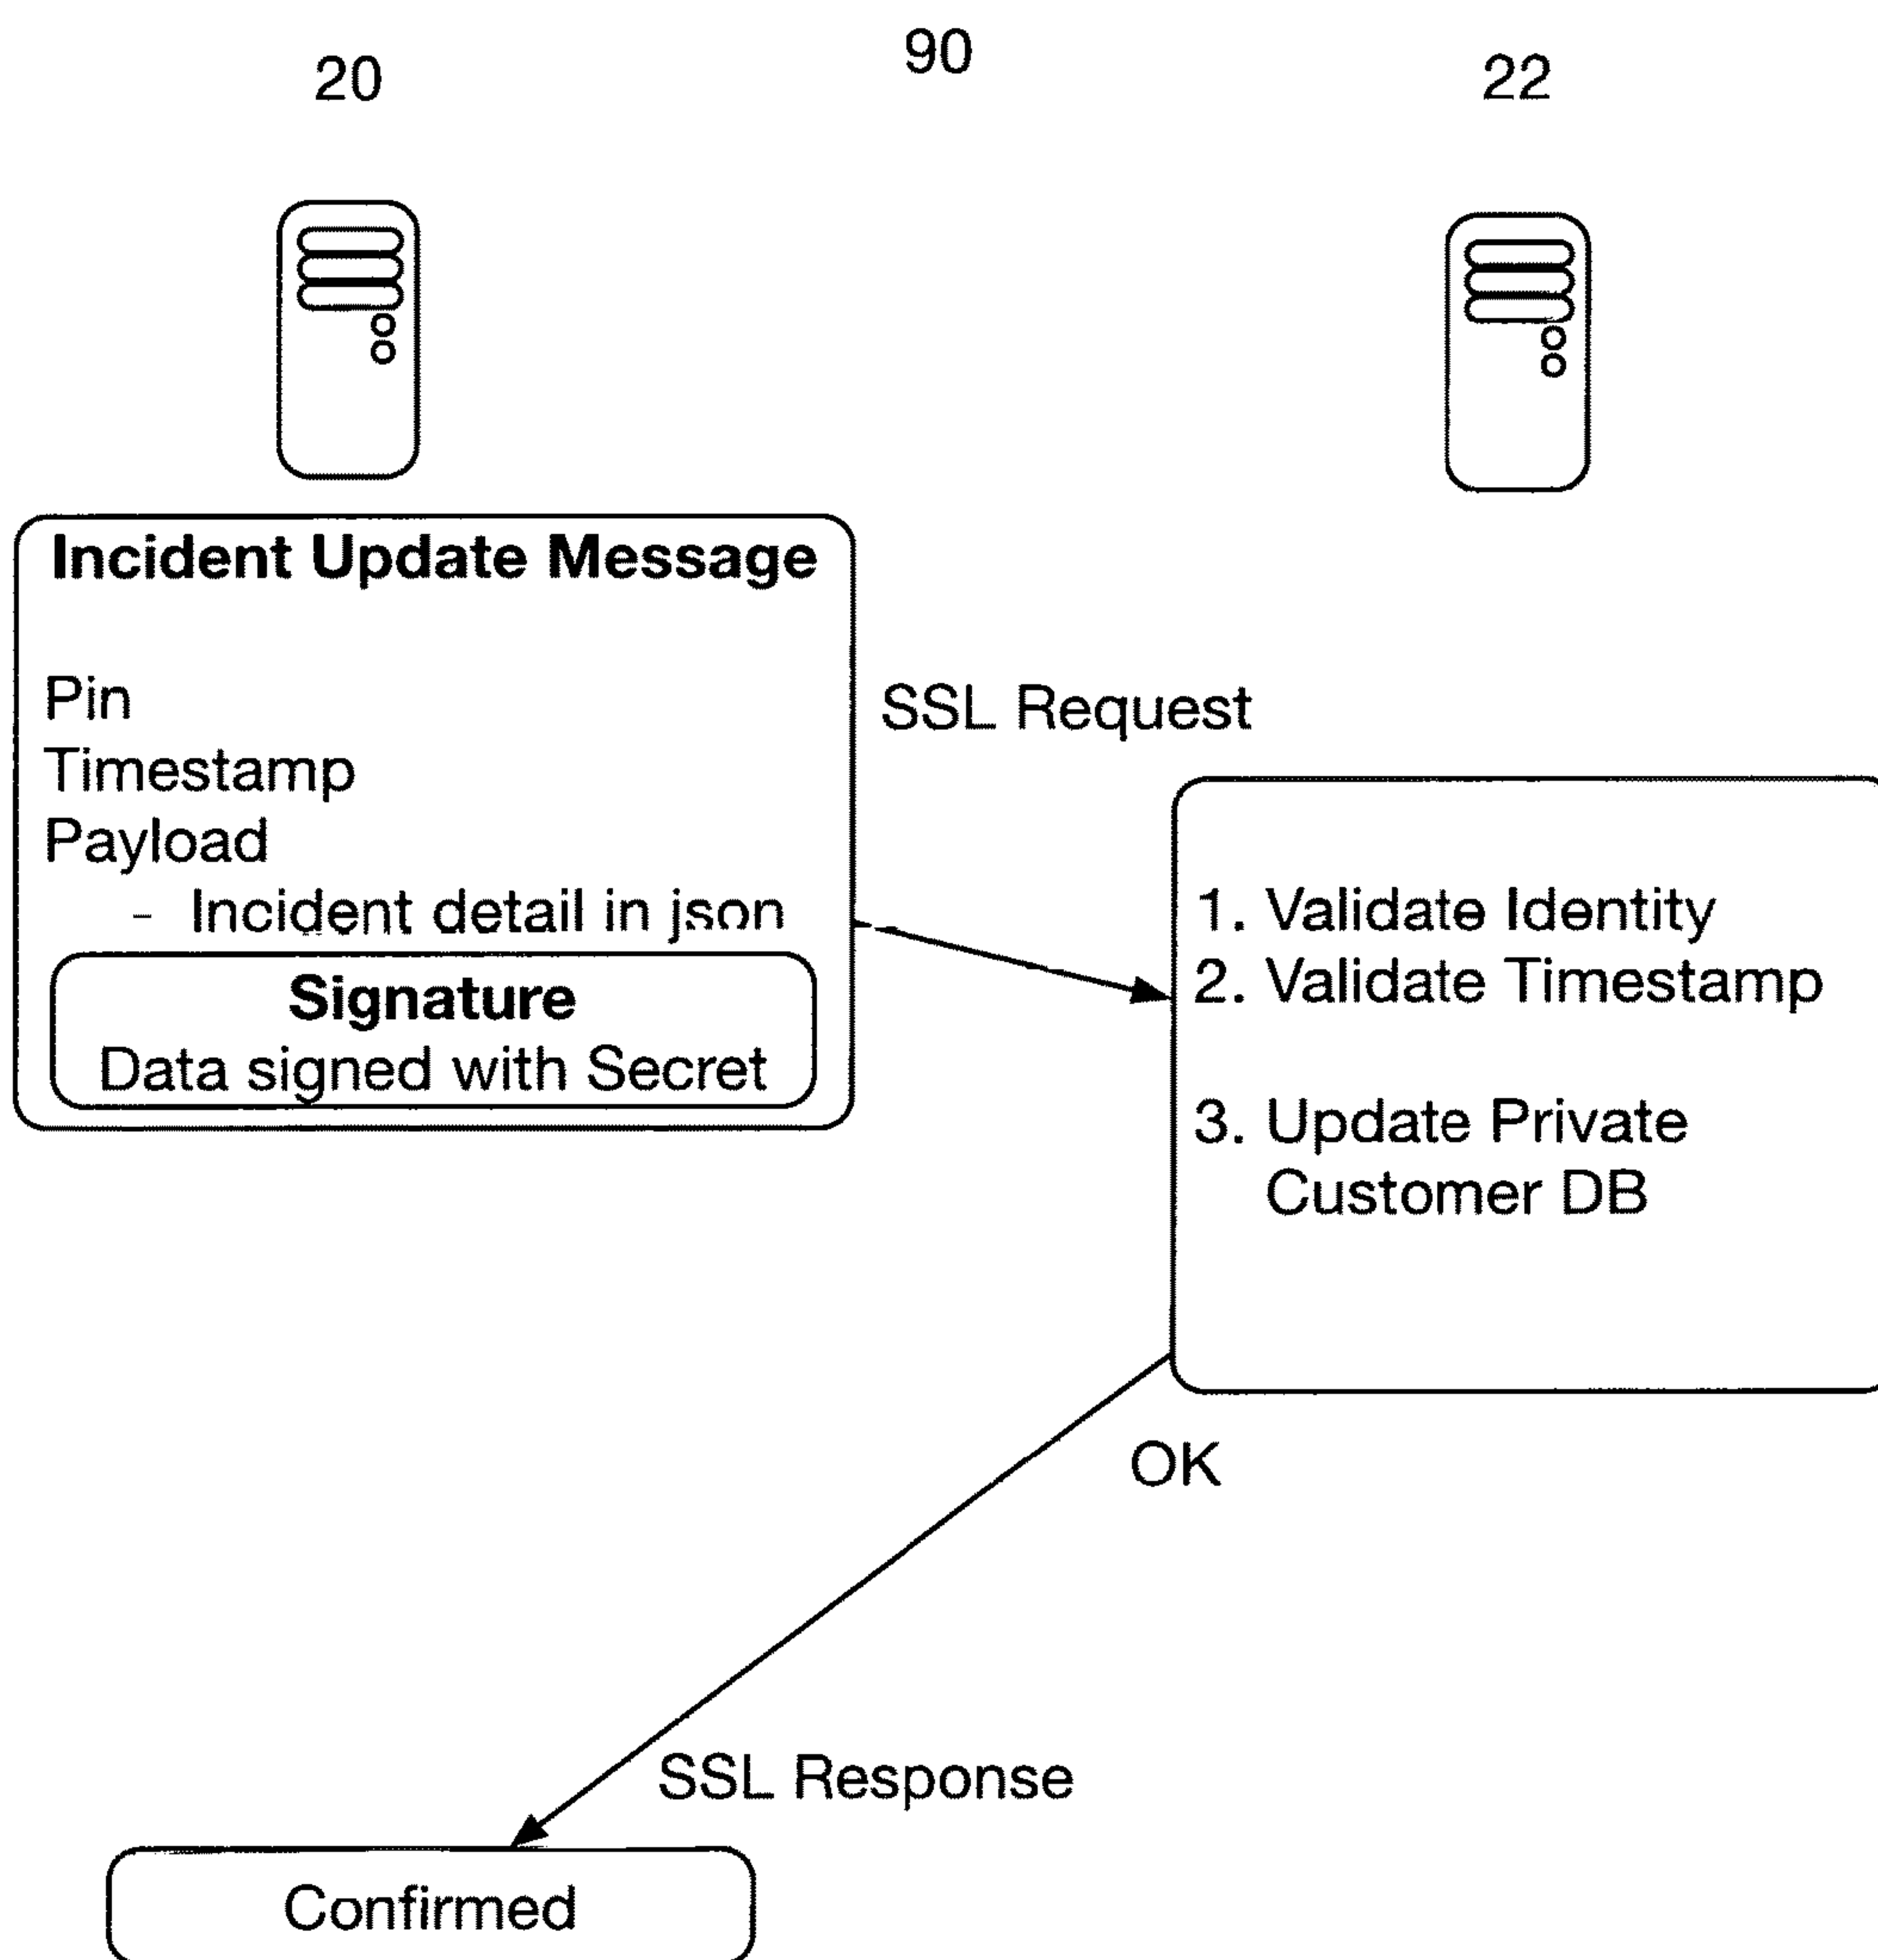 20
90
22
Incident Update Message
Pin
Timestamp
Payload
- Incident detail in json
Signature
Data signed with Secret
SSL Request
1. Validate Identity
2. Validate Timestamp
3. Update Private
Customer DB
OK
SSL Response
Confirmed